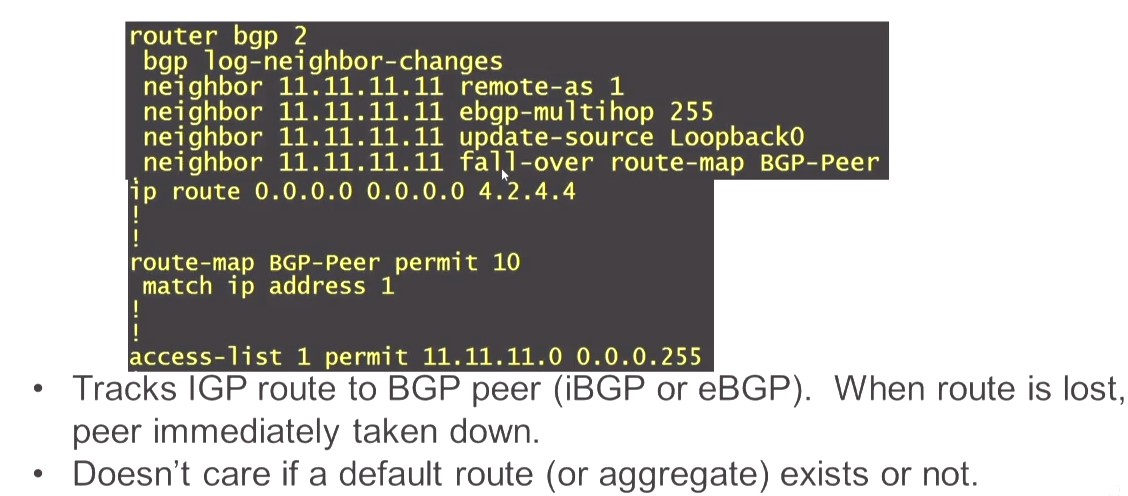 router bgp 2
bgp log-neighbor-changes
neighbor 11.11.11.11 remote-as 1
neighbor 11.11.11.11 ebgp-multihop 255
neighbor 11.11.11.11 update-source Loopback0
neighbor 11.11.11.11 fall-over route-map BGP-Peer
ip route 0.0.0.0 0.0.0.0 4.2.4.4
!
!
route-map BGP-Peer permit 10
match ip address 1
!
!
access-list 1 permit 11.11.11.0 0.0.0.255
• Tracks IGP route to BGP peer (iBGP or eBGP). When route is lost,
peer immediately taken down.
• Doesn't care if a default route (or aggregate) exists or not.